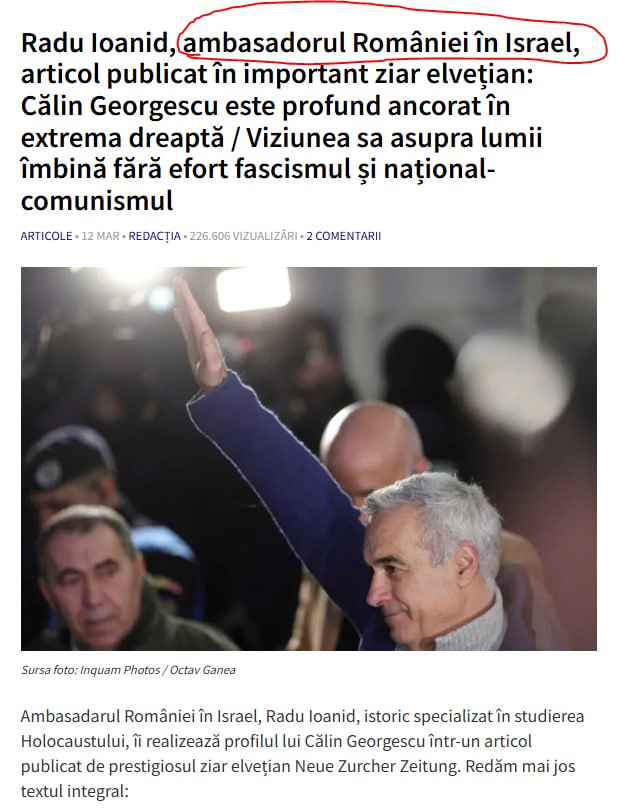 Radu Ioanid, ambasadorul României în Israel,
articol publicat în important ziar elvețian:
Călin Georgescu este profund ancorat în
extrema dreaptă / Viziunea sa asupra lumii
îmbină fără efort fascismul și național-
comunismul
ARTICOLE • 12 MAR • REDACȚIA • 226.606 VIZUALIZĂRI • 2 COMENTARII
Sursa foto: Inquam Photos / Octav Ganea
Ambasadarul României în Israel, Radu Ioanid, istoric specializat în studierea
Holocaustului, îi realizează profilul lui Călin Georgescu într-un articol
publicat de prestigiosul ziar elvețian Neue Zurcher Zeitung. Redăm mai jos
textul integral: